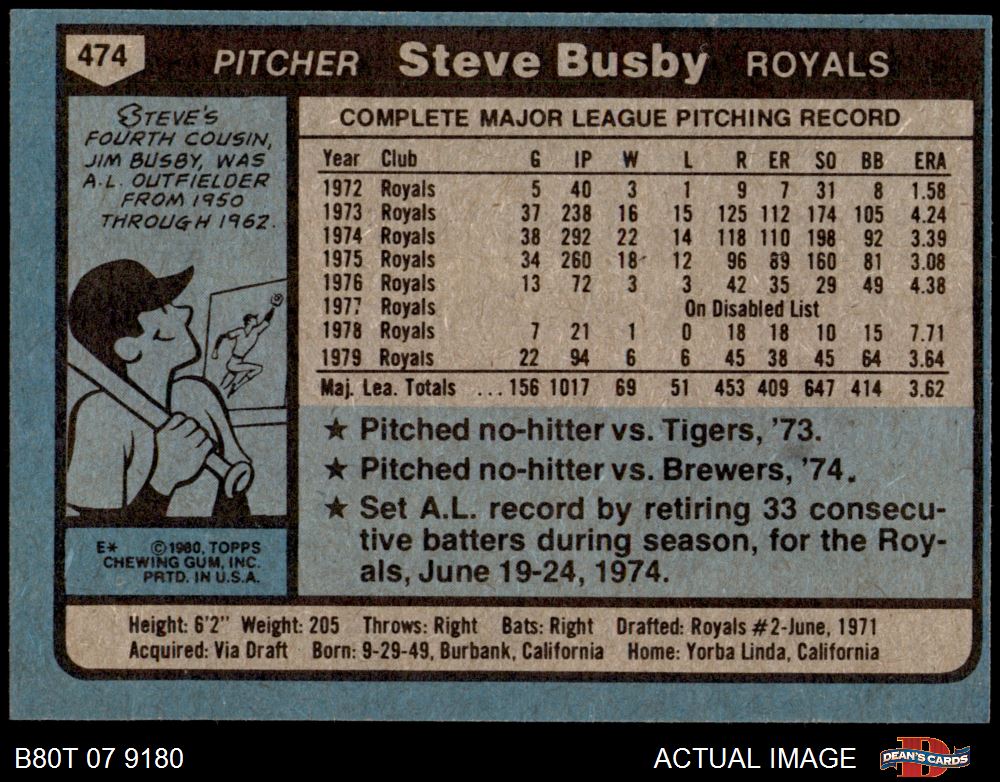 474 PITCHER Steve Busby ROYALS
STEVE'S
FOURTH COUSIN,
JIM BUSBY, WAS
A.L. OUTFIELDER
FROM 1950
THROUGH 1962.
E* ©1980, TOPPS
CHEWING GUM, INC.
PRTD. IN U.S.A.
COMPLETE MAJOR LEAGUE PITCHING RECORD
Year Club G IP W L R ER SO BB ERA
1972 Royals 5 40 3 1 9 7 31 8 1.58
1973 Royals 37 238 16 15 125 112 174 105 4.24
1974 Royals 38 292 22 14 118 110 198 92 3.39
1975 Royals 34 260 18 12 96 89 160 81 3.08
1976 Royals 13 72 3 3 42 35 29 49 4.38
1977 Royals On Disabled List
1978 Royals 7 21 1 0 18 18 10 15 7.71
1979 Royals 22 94 6 6 45 38 45 64 3.64
Maj. Lea. Totals ... 156 1017 69 51 453 409 647 414 3.62
★ Pitched no-hitter vs. Tigers, '73.
★ Pitched no-hitter vs. Brewers, '74.
★ Set A.L. record by retiring 33 consecu-
tive batters during season, for the Roy-
als, June 19-24, 1974.
Height: 6'2" Weight: 205 Throws: Right Bats: Right Drafted: Royals #2-June, 1971
Acquired: Via Draft Born: 9-29-49, Burbank, California Home: Yorba Linda, California
B80T 07 9180 ACTUAL IMAGE DEAN'S CARDS